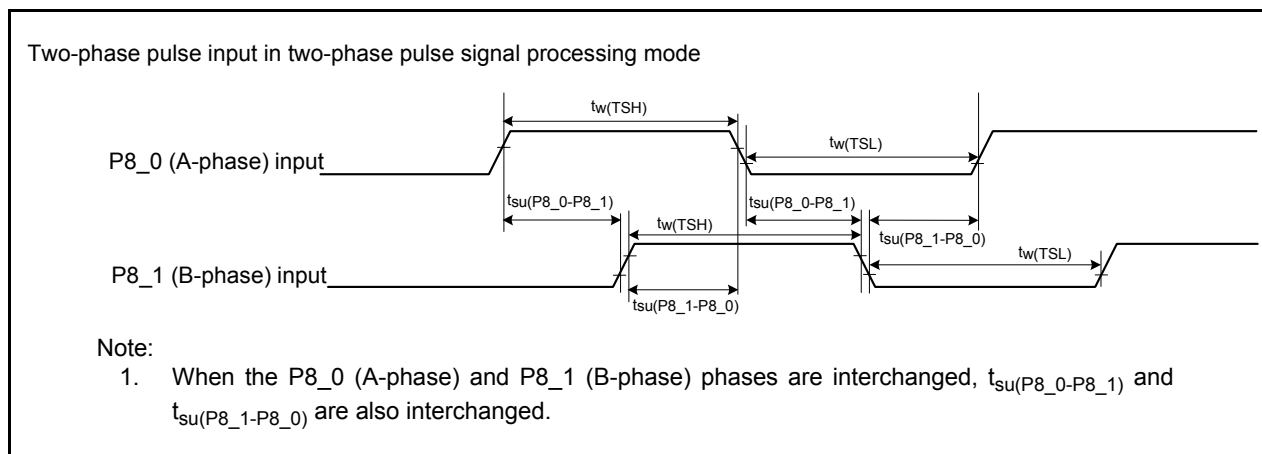 Two-phase pulse input in two-phase pulse signal processing mode
tw(TSH)
P8_0 (A-phase) input
tw(TSL)
tsu(P8_0-P8_1)
tsu(P8_0-P8_1)
tw(TSH)
tsu(P8_1-P8_0)
tw(TSL)
P8_1 (B-phase) input
tsu(P8_1-P8_0)
Note:
1. When the P8_0 (A-phase) and P8_1 (B-phase) phases are interchanged, tsu(P8_0-P8_1) and
tsu(P8_1-P8_0) are also interchanged.